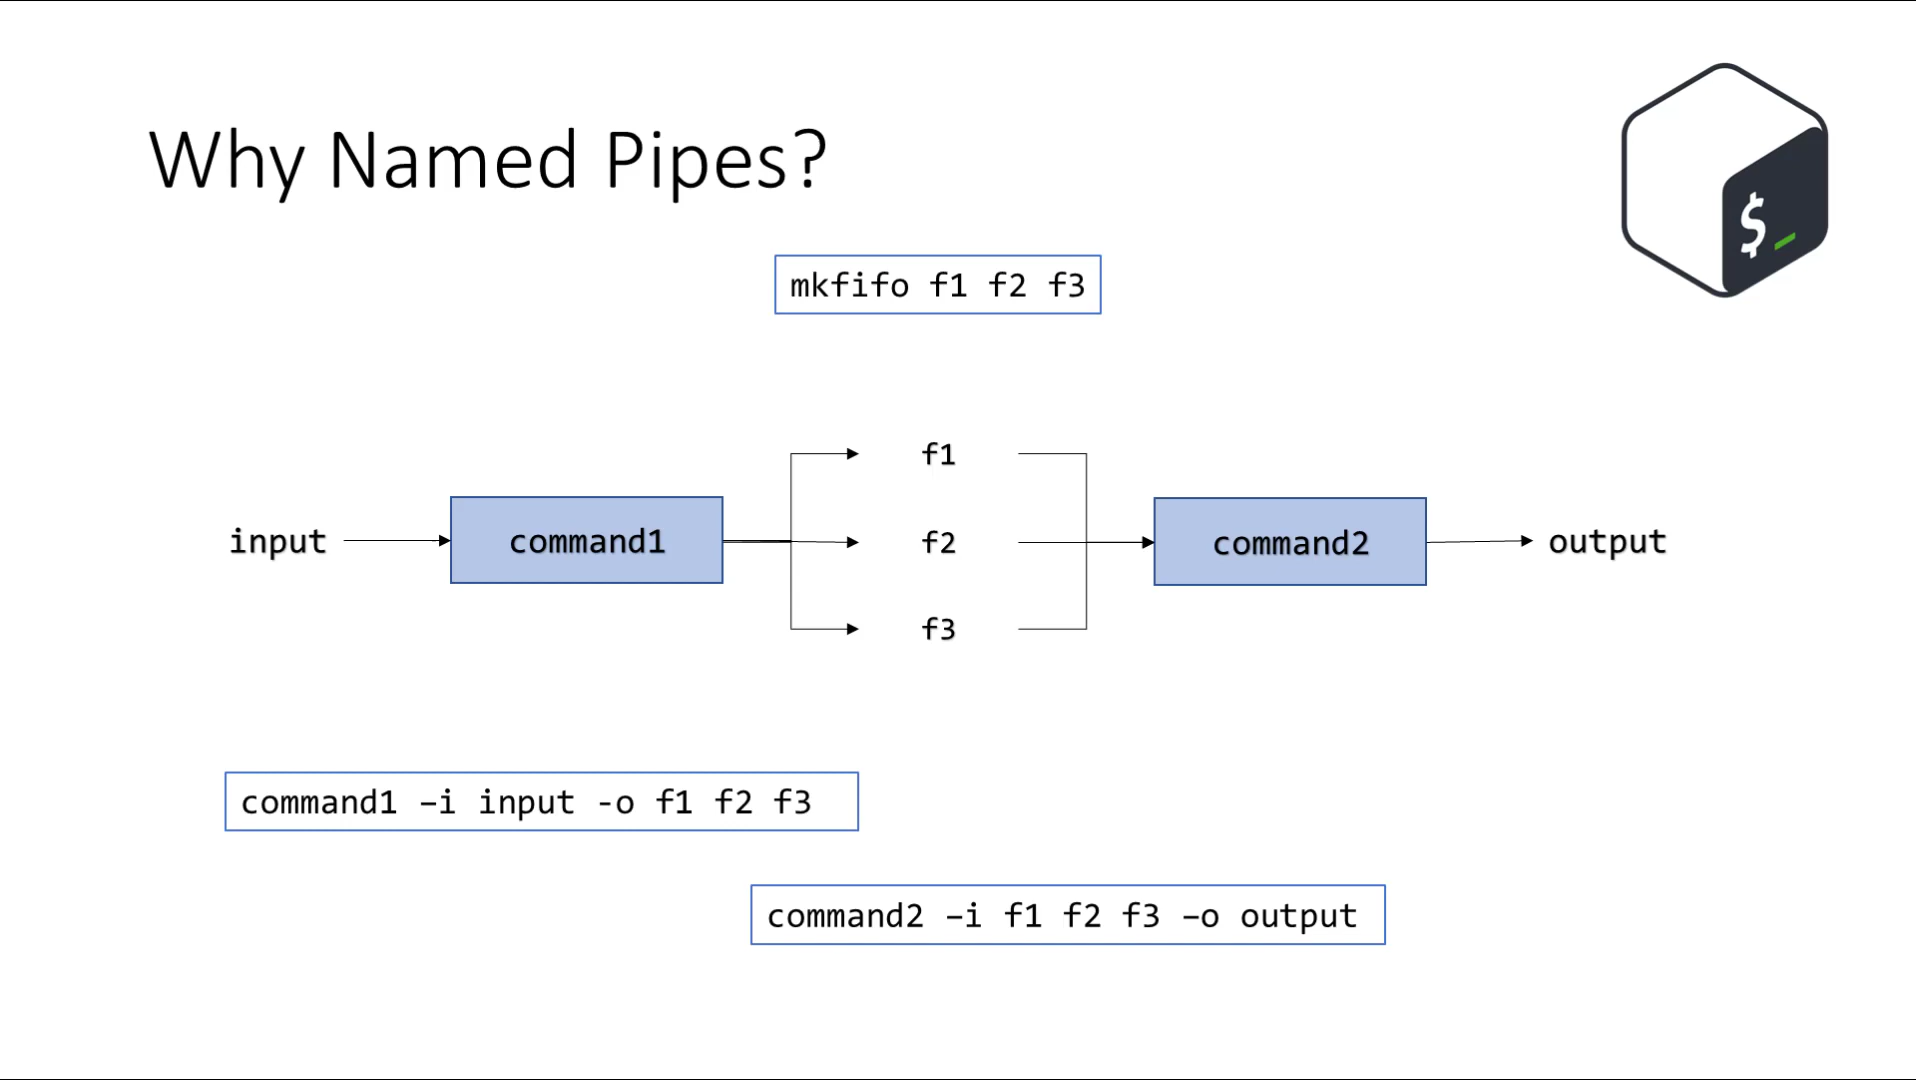 Why Named Pipes?
$_
mkfifo f1 f2 f3
f1
input
command1
f2
command2
output
f3
command1 –i input -o f1 f2 f3
command2 –i f1 f2 f3 –o output